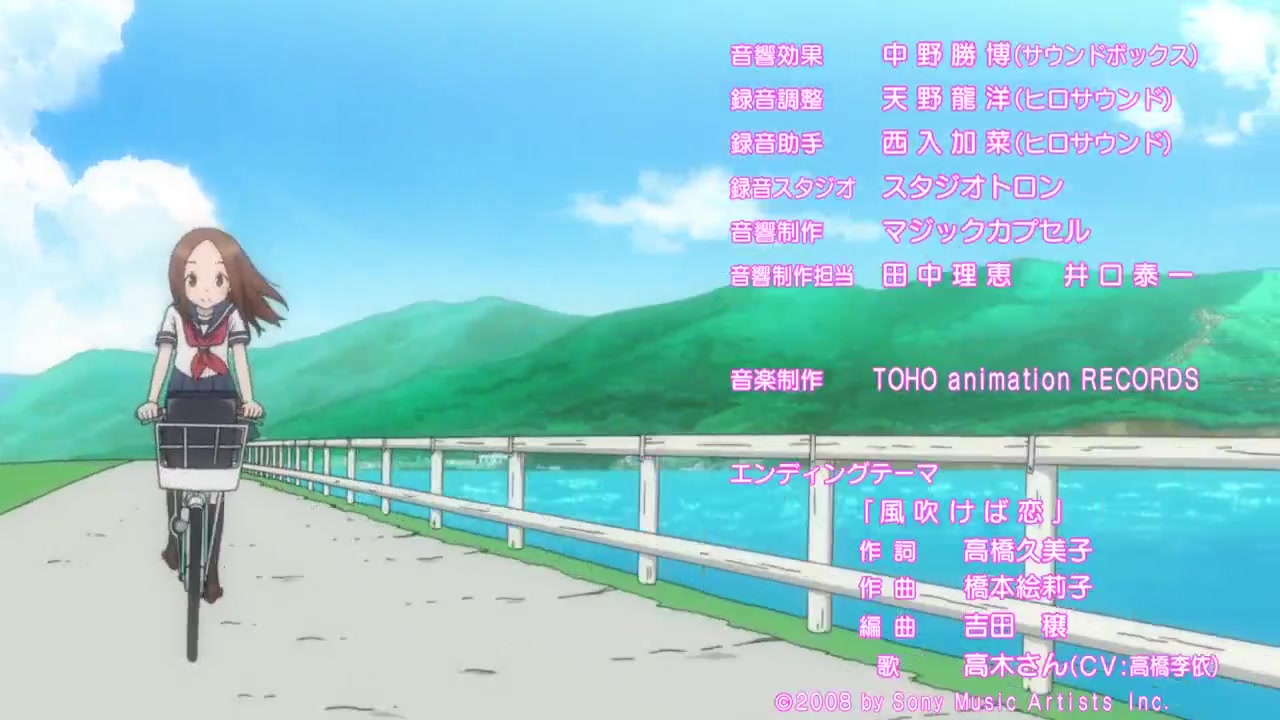 音響効果 中野勝博(サウンドボックス)
録音調整 天野龍洋(ヒロサウンド)
録音助手 西入加菜(ヒロサウンド)
録音スタジオ スタジオトロン
音響制作 マジックカプセル
音響制作担当 田中理恵 井口泰一
音楽制作 TOHO animation RECORDS
エンディングテーマ
「風吹けば恋」
作詞 高橋久美子
作曲 橋本絵莉子
編曲 吉田 穣
歌 高木さん(CV:高橋李依)
©2008 by Sony Music Artists Inc.